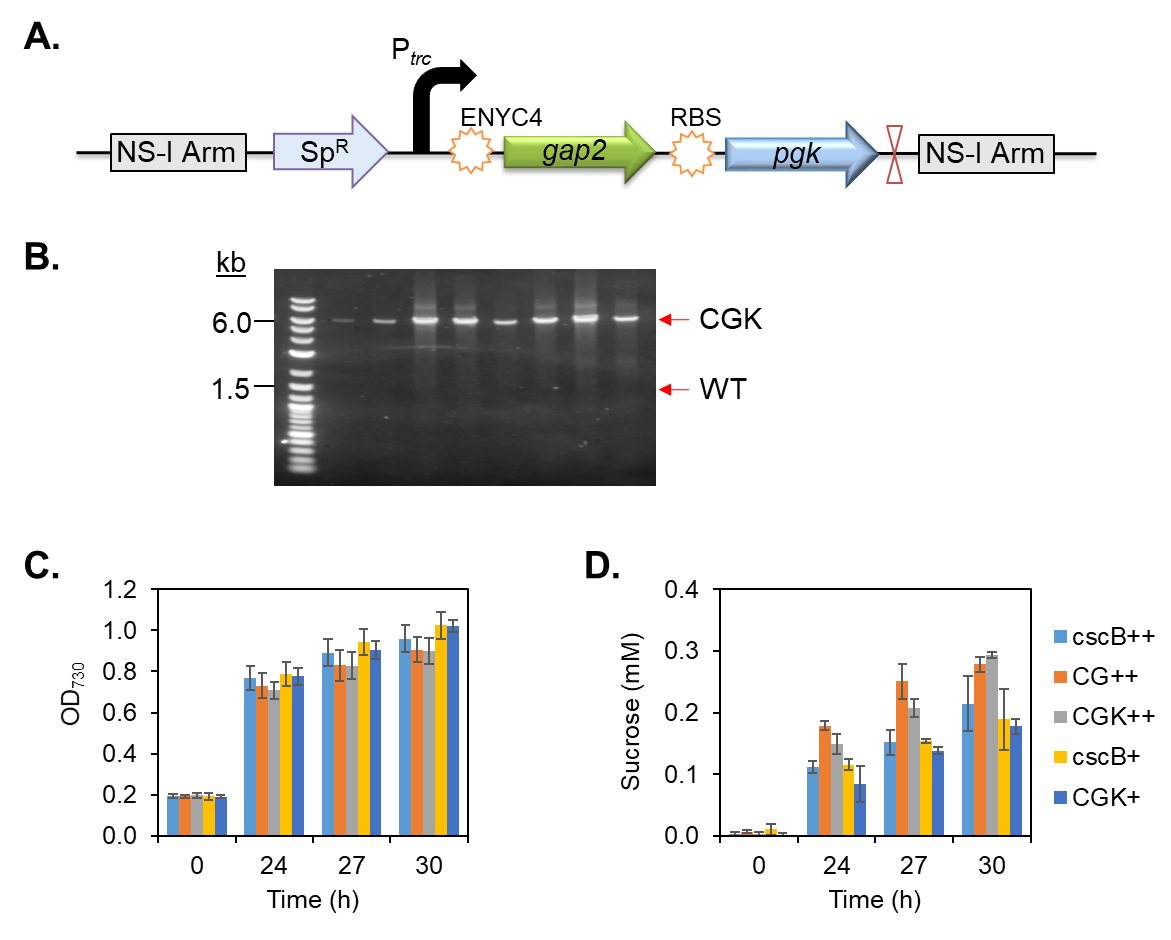 A.
P_trc
ENYC4 RBS
NS-I Arm Sp^R gap2 pgk NS-I Arm
B.
kb
6.0 CGK
1.5 WT
C.
OD₇₃₀
1.2
1.0
0.8
0.6
0.4
0.2
0.0
0 24 27 30
Time (h)
D.
Sucrose (mM)
0.4
0.3
0.2
0.1
0.0
0 24 27 30
Time (h)
cscB++
CG++
CGK++
cscB+
CGK+